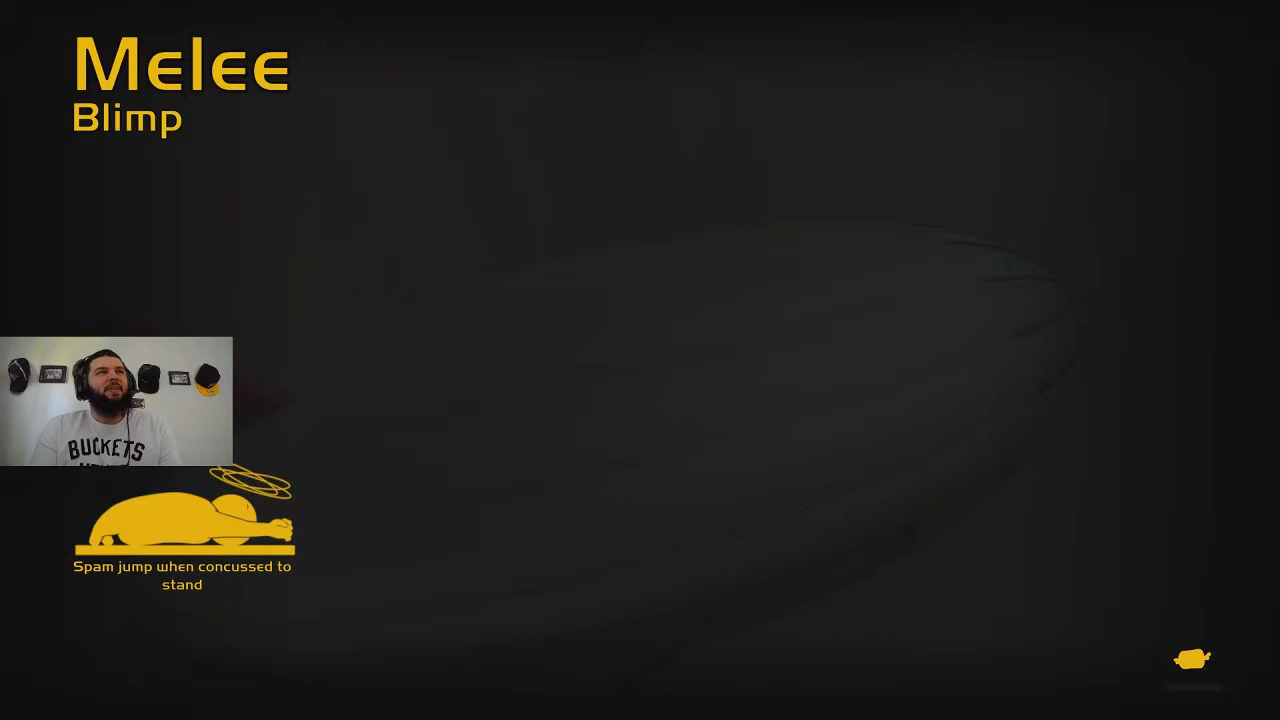 Melee
Blimp
BUCKETS
Spam jump when concussed to
stand